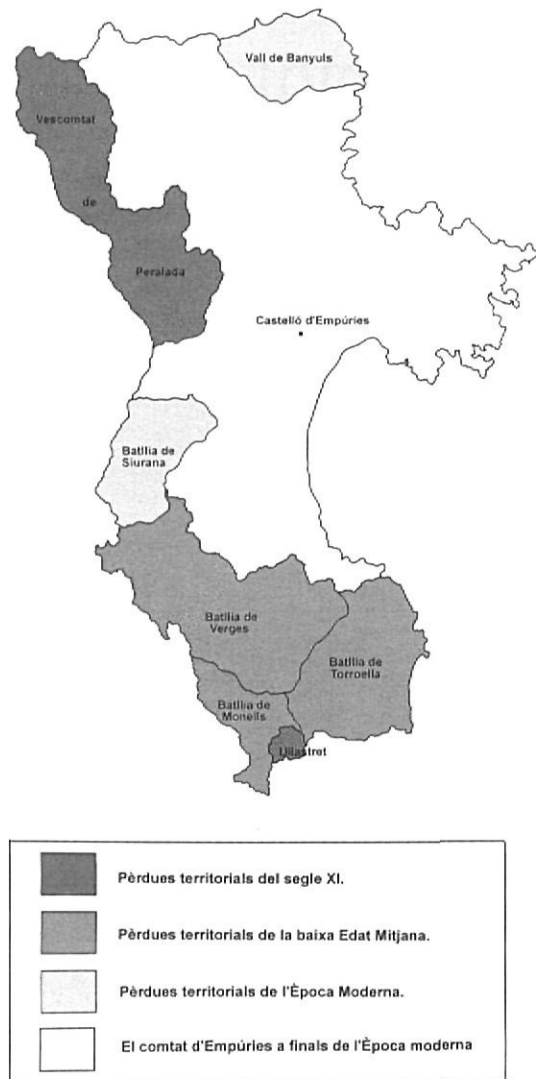 Vall de Banyuls
Vescomtat
de
Peralada
Castelló d'Empúries
Batllia de
Siurana
Batllia de
Verges
Batllia de
Torroella
Batllia de
Monells
Ullastret
Pèrdues territorials del segle XI.
Pèrdues territorials de la baixa Edat Mitjana.
Pèrdues territorials de l'Època Moderna.
El comtat d'Empúries a finals de l'Època moderna